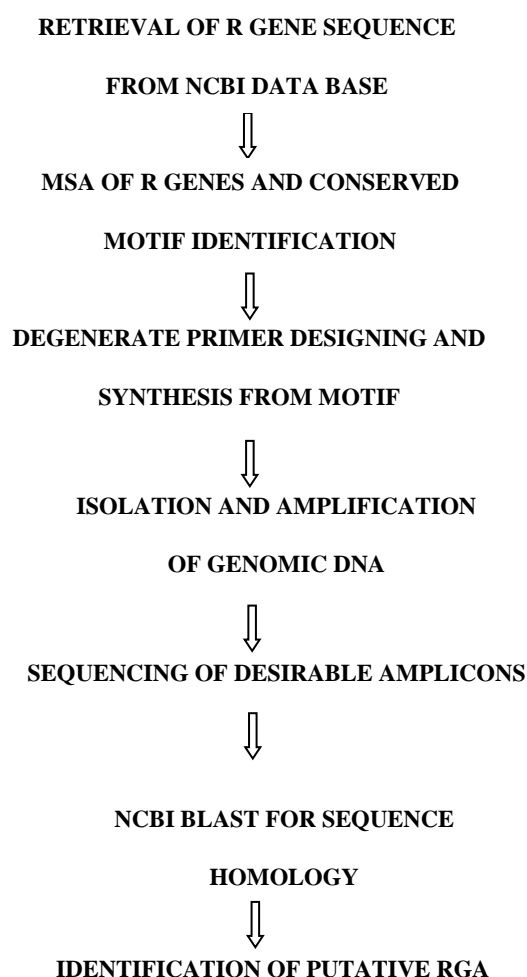 RETRIEVAL OF R GENE SEQUENCE
FROM NCBI DATA BASE
MSA OF R GENES AND CONSERVED
MOTIF IDENTIFICATION
DEGENERATE PRIMER DESIGNING AND
SYNTHESIS FROM MOTIF
ISOLATION AND AMPLIFICATION
OF GENOMIC DNA
SEQUENCING OF DESIRABLE AMPLICONS
NCBI BLAST FOR SEQUENCE
HOMOLOGY
IDENTIFICATION OF PUTATIVE RGA